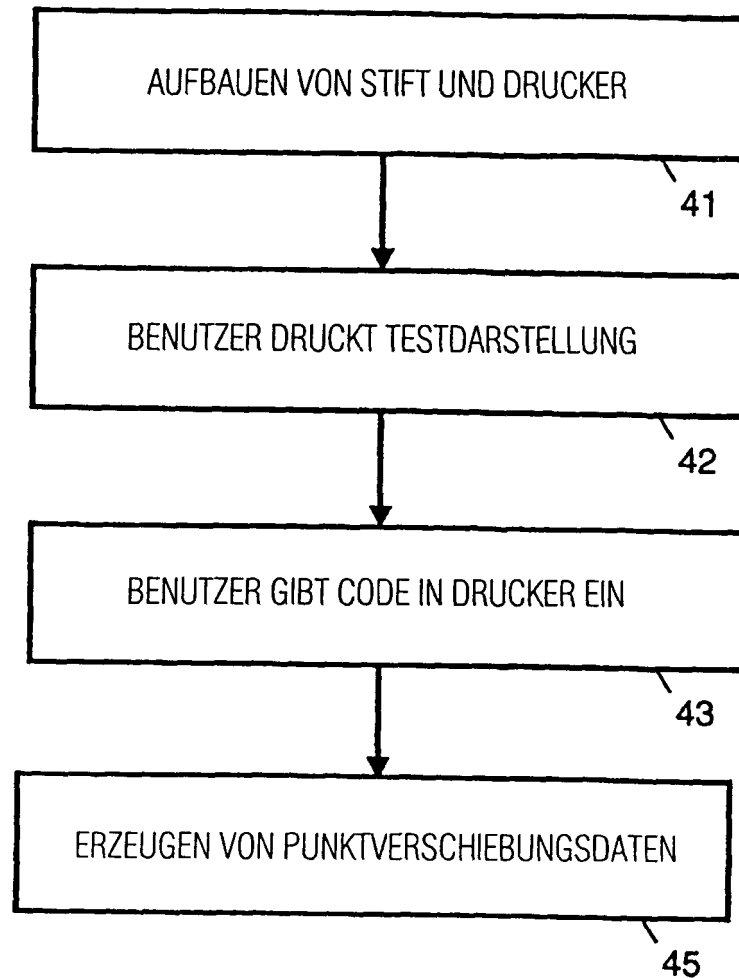 AUFBAUEN VON STIFT UND DRUCKER
41
BENUTZER DRUCKT TESTDARSTELLUNG
42
BENUTZER GIBT CODE IN DRUCKER EIN
43
ERZEUGEN VON PUNKTVERSCHIEBUNGSDATEN
45